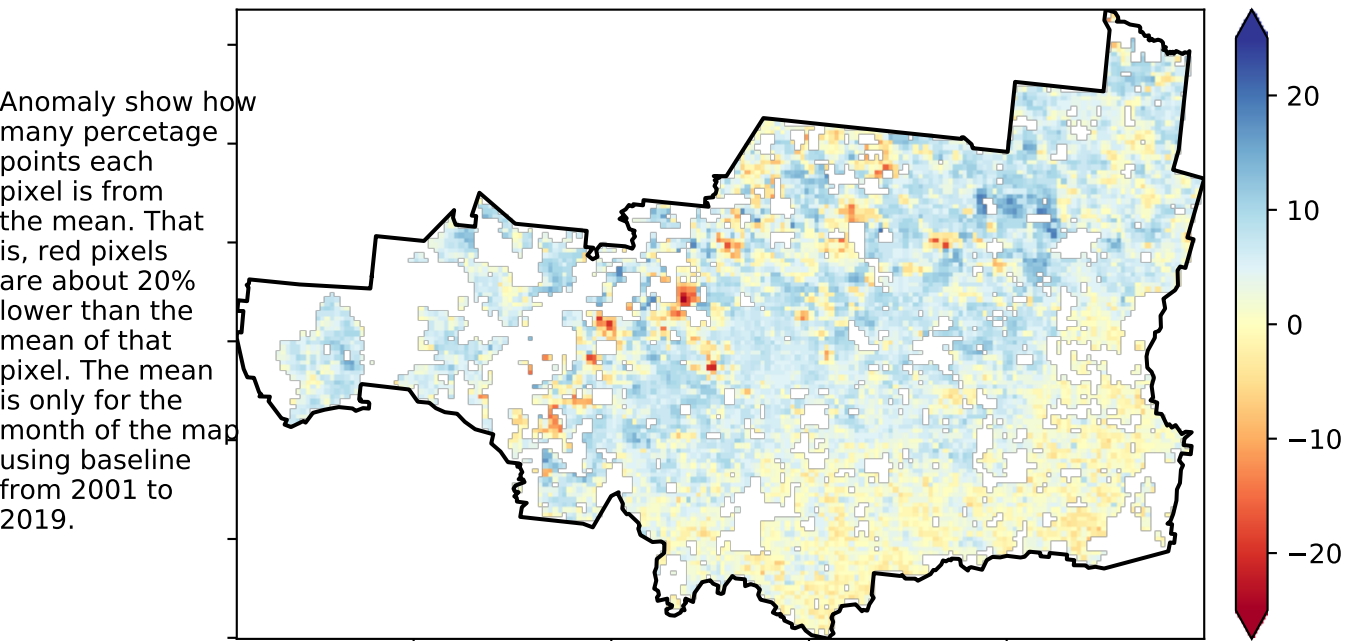 Anomaly show how
many percetage
points each
pixel is from
the mean. That
is, red pixels
are about 20%
lower than the
mean of that
pixel. The mean
is only for the
month of the map
using baseline
from 2001 to
2019.
20
10
0
−10
−20